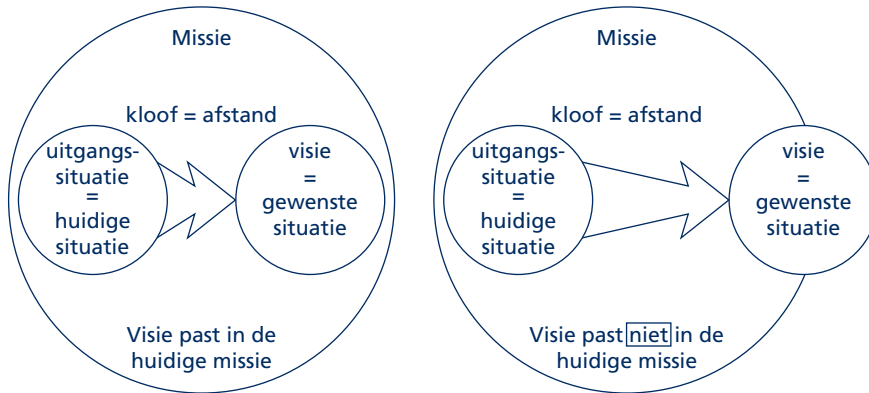 Missie
kloof = afstand
uitgangs-
situatie
=
huidige
situatie
visie
=
gewenste
situatie
Visie past in de
huidige missie
Missie
kloof = afstand
uitgangs-
situatie
=
huidige
situatie
visie
=
gewenste
situatie
Visie past niet in de
huidige missie